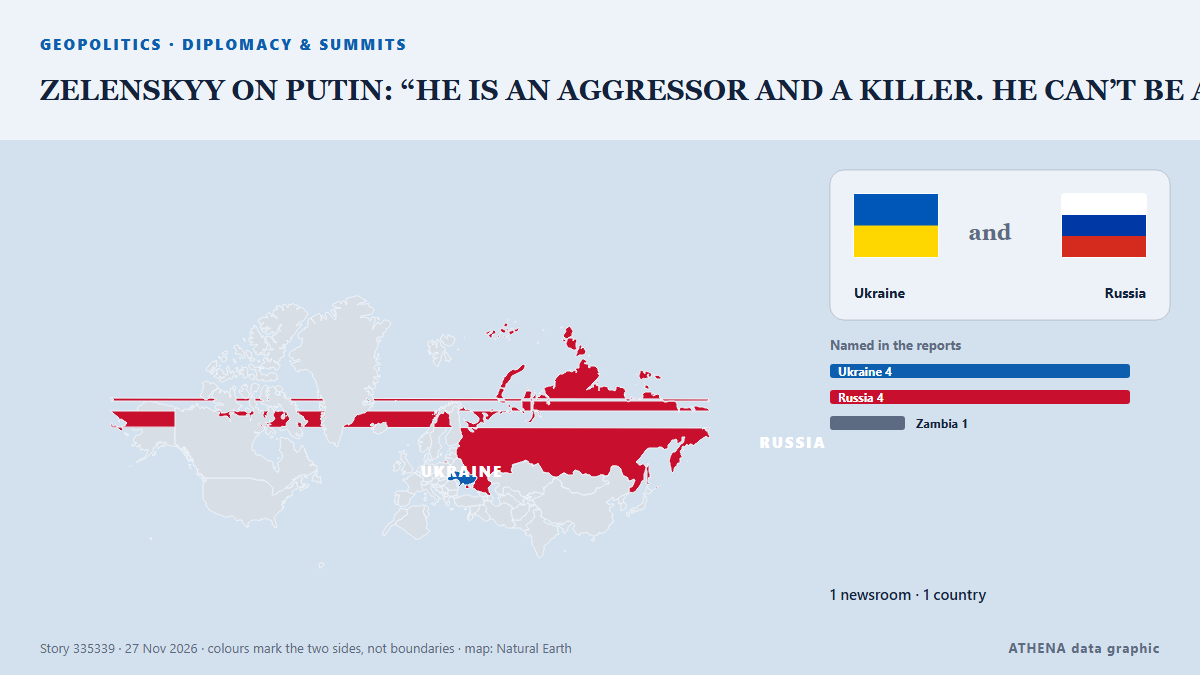 GEOPOLITICS · DIPLOMACY & SUMMITS
ZELENSKYY ON PUTIN: “HE IS AN AGGRESSOR AND A KILLER. HE CAN’T BE A
and
Ukraine
Russia
Named in the reports
Ukraine 4
Russia 4
Zambia 1
RUSSIA
UKRAINE
1 newsroom · 1 country
Story 335339 · 27 Nov 2026 · colours mark the two sides, not boundaries · map: Natural Earth
ATHENA data graphic